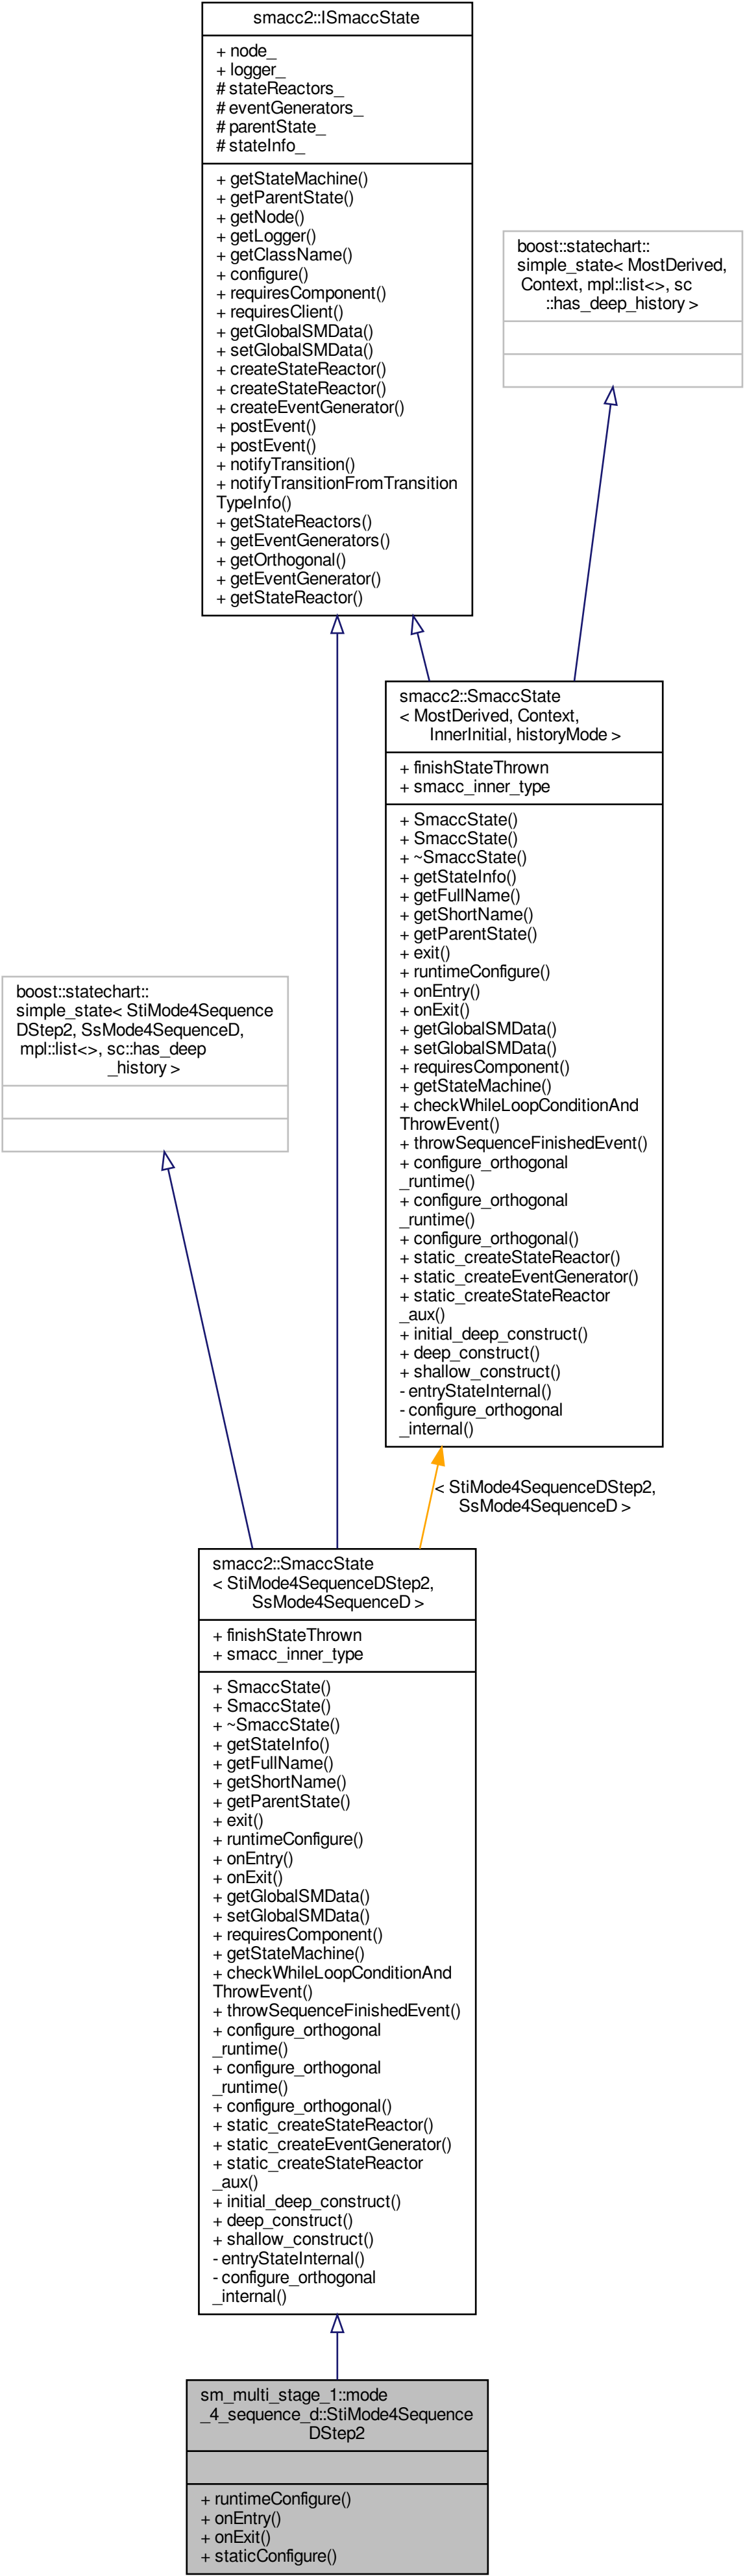 smacc2::ISmaccState
+ node_
+ logger_
# stateReactors_
# eventGenerators_
# parentState_
# stateInfo_
+ getStateMachine()
+ getParentState()
+ getNode()
+ getLogger()
+ getClassName()
+ configure()
+ requiresComponent()
+ requiresClient()
+ getGlobalSMData()
+ setGlobalSMData()
+ createStateReactor()
+ createStateReactor()
+ createEventGenerator()
+ postEvent()
+ postEvent()
+ notifyTransition()
+ notifyTransitionFromTransition
TypeInfo()
+ getStateReactors()
+ getEventGenerators()
+ getOrthogonal()
+ getEventGenerator()
+ getStateReactor()
boost::statechart::
simple_state< MostDerived,
Context, mpl::list<>, sc
::has_deep_history >
smacc2::SmaccState
< MostDerived, Context,
InnerInitial, historyMode >
+ finishStateThrown
+ smacc_inner_type
+ SmaccState()
+ SmaccState()
+ ~SmaccState()
+ getStateInfo()
+ getFullName()
+ getShortName()
+ getParentState()
+ exit()
+ runtimeConfigure()
+ onEntry()
+ onExit()
+ getGlobalSMData()
+ setGlobalSMData()
+ requiresComponent()
+ getStateMachine()
+ checkWhileLoopConditionAnd
ThrowEvent()
+ throwSequenceFinishedEvent()
+ configure_orthogonal
_runtime()
+ configure_orthogonal
_runtime()
+ configure_orthogonal()
+ static_createStateReactor()
+ static_createEventGenerator()
+ static_createStateReactor
_aux()
+ initial_deep_construct()
+ deep_construct()
+ shallow_construct()
- entryStateInternal()
- configure_orthogonal
_internal()
boost::statechart::
simple_state< StiMode4Sequence
DStep2, SsMode4SequenceD,
mpl::list<>, sc::has_deep
_history >
< StiMode4SequenceDStep2,
SsMode4SequenceD >
smacc2::SmaccState
< StiMode4SequenceDStep2,
SsMode4SequenceD >
+ finishStateThrown
+ smacc_inner_type
+ SmaccState()
+ SmaccState()
+ ~SmaccState()
+ getStateInfo()
+ getFullName()
+ getShortName()
+ getParentState()
+ exit()
+ runtimeConfigure()
+ onEntry()
+ onExit()
+ getGlobalSMData()
+ setGlobalSMData()
+ requiresComponent()
+ getStateMachine()
+ checkWhileLoopConditionAnd
ThrowEvent()
+ throwSequenceFinishedEvent()
+ configure_orthogonal
_runtime()
+ configure_orthogonal
_runtime()
+ configure_orthogonal()
+ static_createStateReactor()
+ static_createEventGenerator()
+ static_createStateReactor
_aux()
+ initial_deep_construct()
+ deep_construct()
+ shallow_construct()
- entryStateInternal()
- configure_orthogonal
_internal()
sm_multi_stage_1::mode
_4_sequence_d::StiMode4Sequence
DStep2
+ runtimeConfigure()
+ onEntry()
+ onExit()
+ staticConfigure()